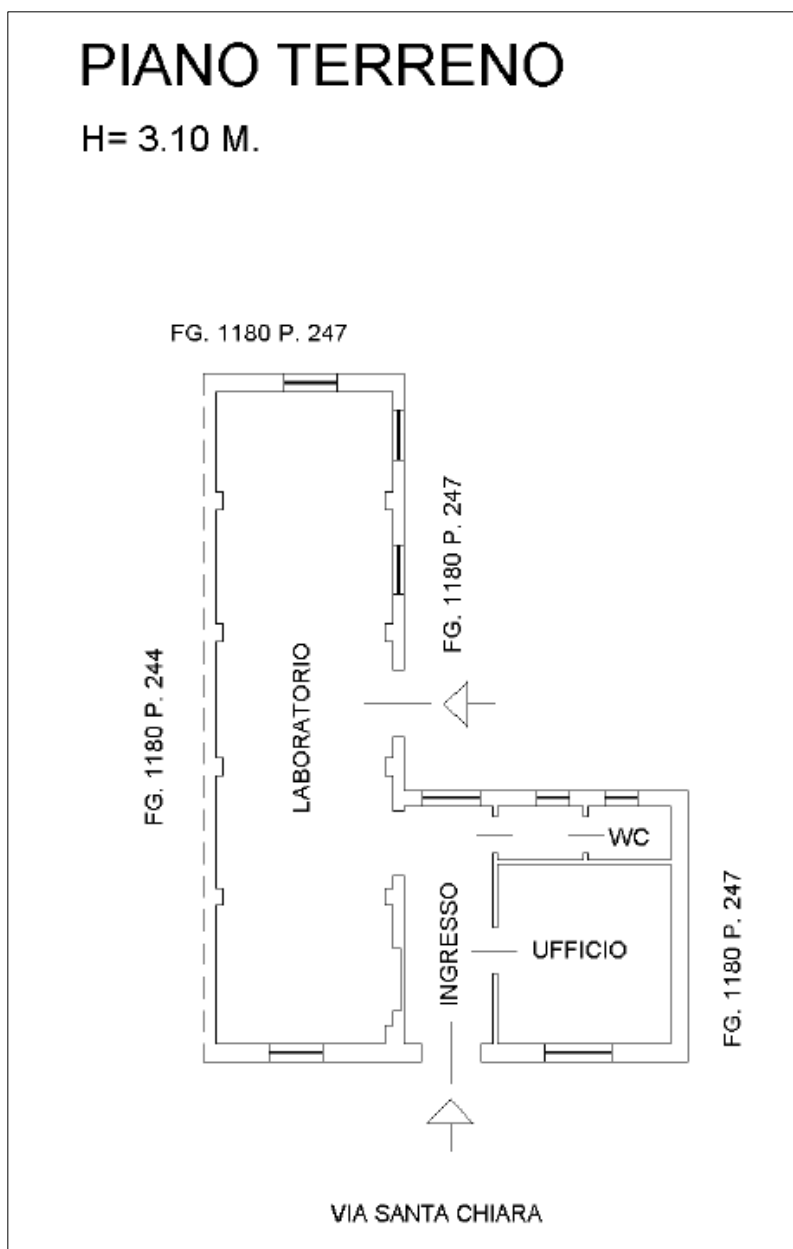 PIANO TERRENO
H= 3.10 M.
FG. 1180 P. 247
FG. 1180 P. 247
FG. 1180 P. 244
LABORATORIO
WC
INGRESSO
UFFICIO
FG. 1180 P. 247
VIA SANTA CHIARA